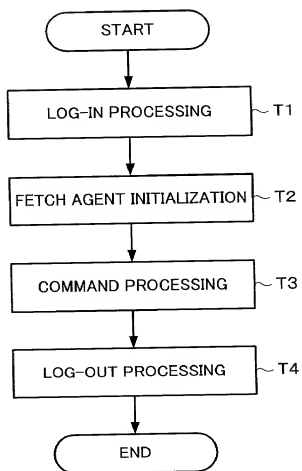 START
LOG-IN PROCESSING
T1
FETCH AGENT INITIALIZATION
T2
COMMAND PROCESSING
T3
LOG-OUT PROCESSING
T4
END